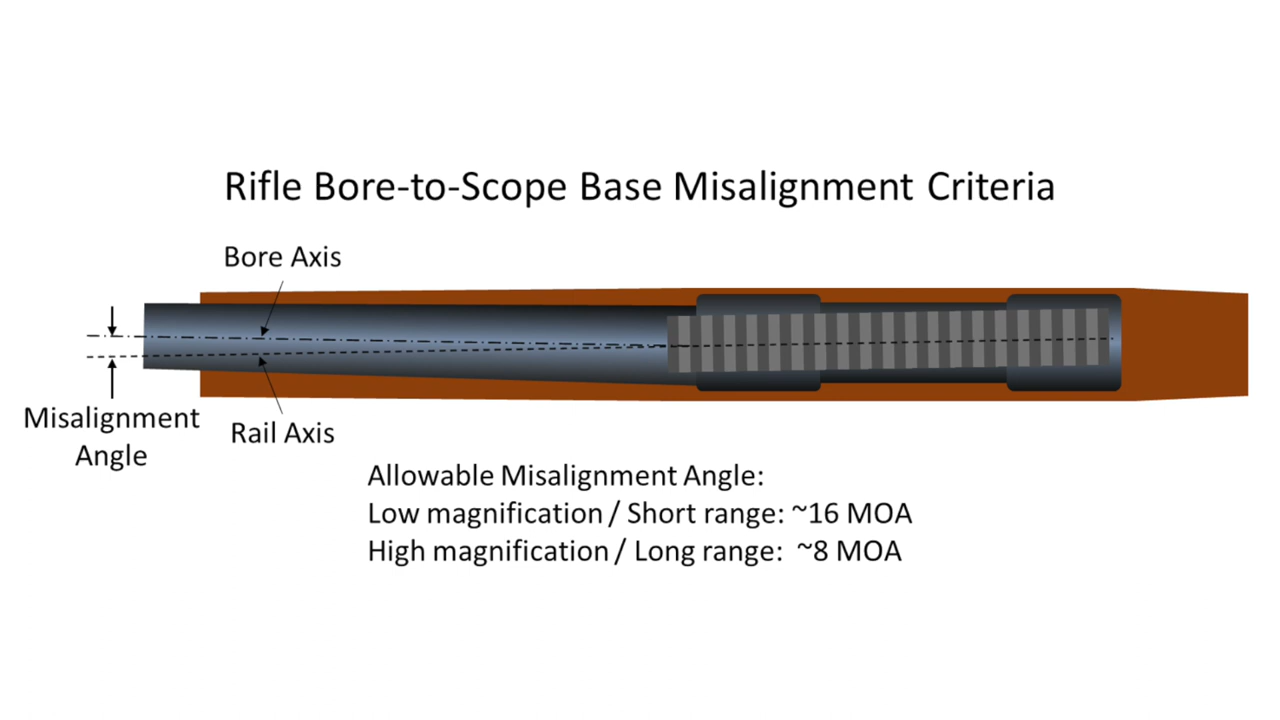 Rifle Bore-to-Scope Base Misalignment Criteria
Bore Axis
Misalignment
Angle
Rail Axis
Allowable Misalignment Angle:
Low magnification / Short range: ~16 MOA
High magnification / Long range: ~8 MOA